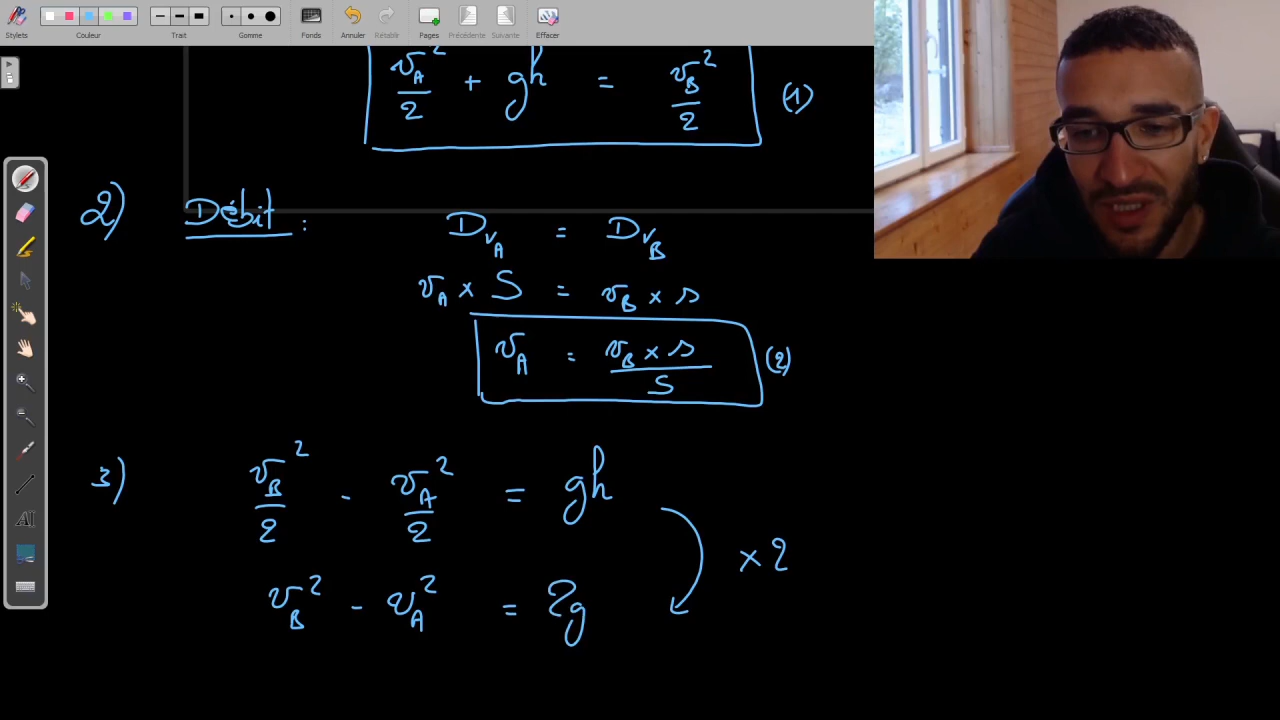 Stylets Couleur Trait Gomme Fonds Annuler Rétablir Pages Précédente Suivante Effacer
v_A²/2 + gh = v_B²/2 (1)
2) Débit : D_vA = D_vB
v_A × S = v_B × s
v_A = (v_B × s)/S (2)
3) v_B²/2 - v_A²/2 = gh
× 2
v_B² - v_A² = 2g
AI